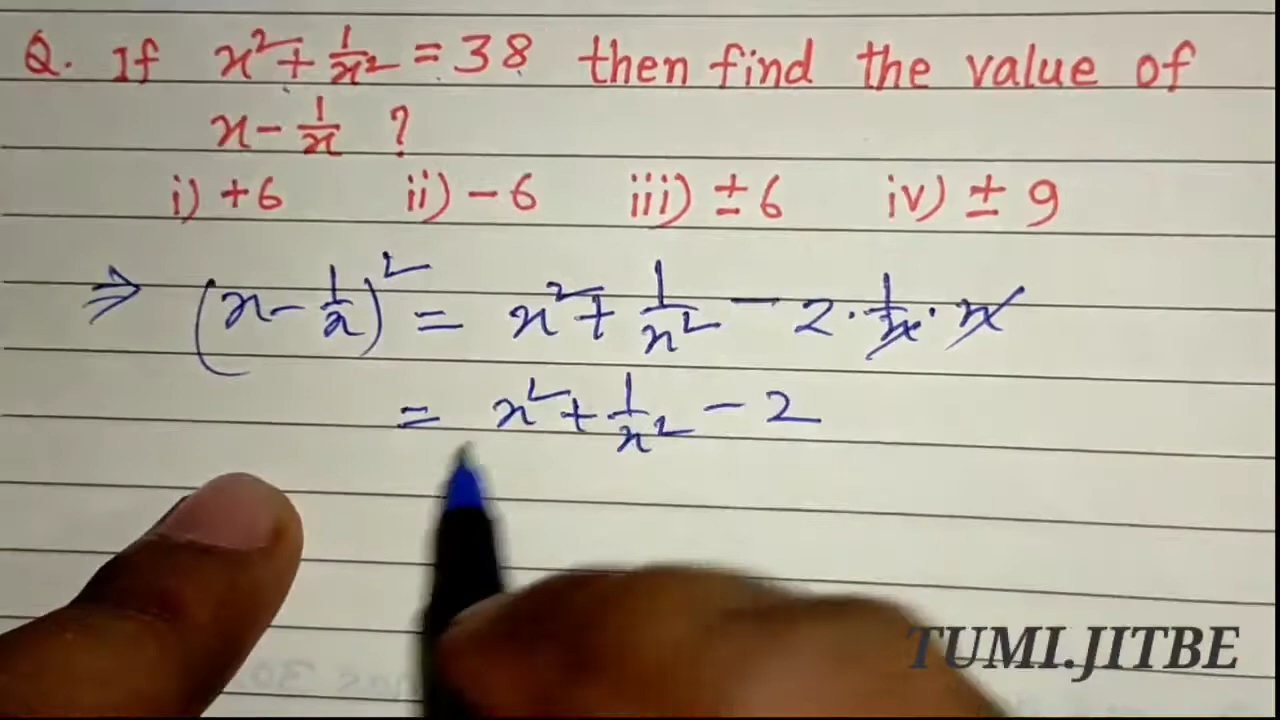 Q. If x² + 1/x² = 38 then find the value of
x - 1/x ?
i) +6 ii) -6 iii) ± 6 iv) ± 9
⇒ (x - 1/x)² = x² + 1/x² - 2 · 1/x · x
= x² + 1/x² - 2
TUMI.JITBE